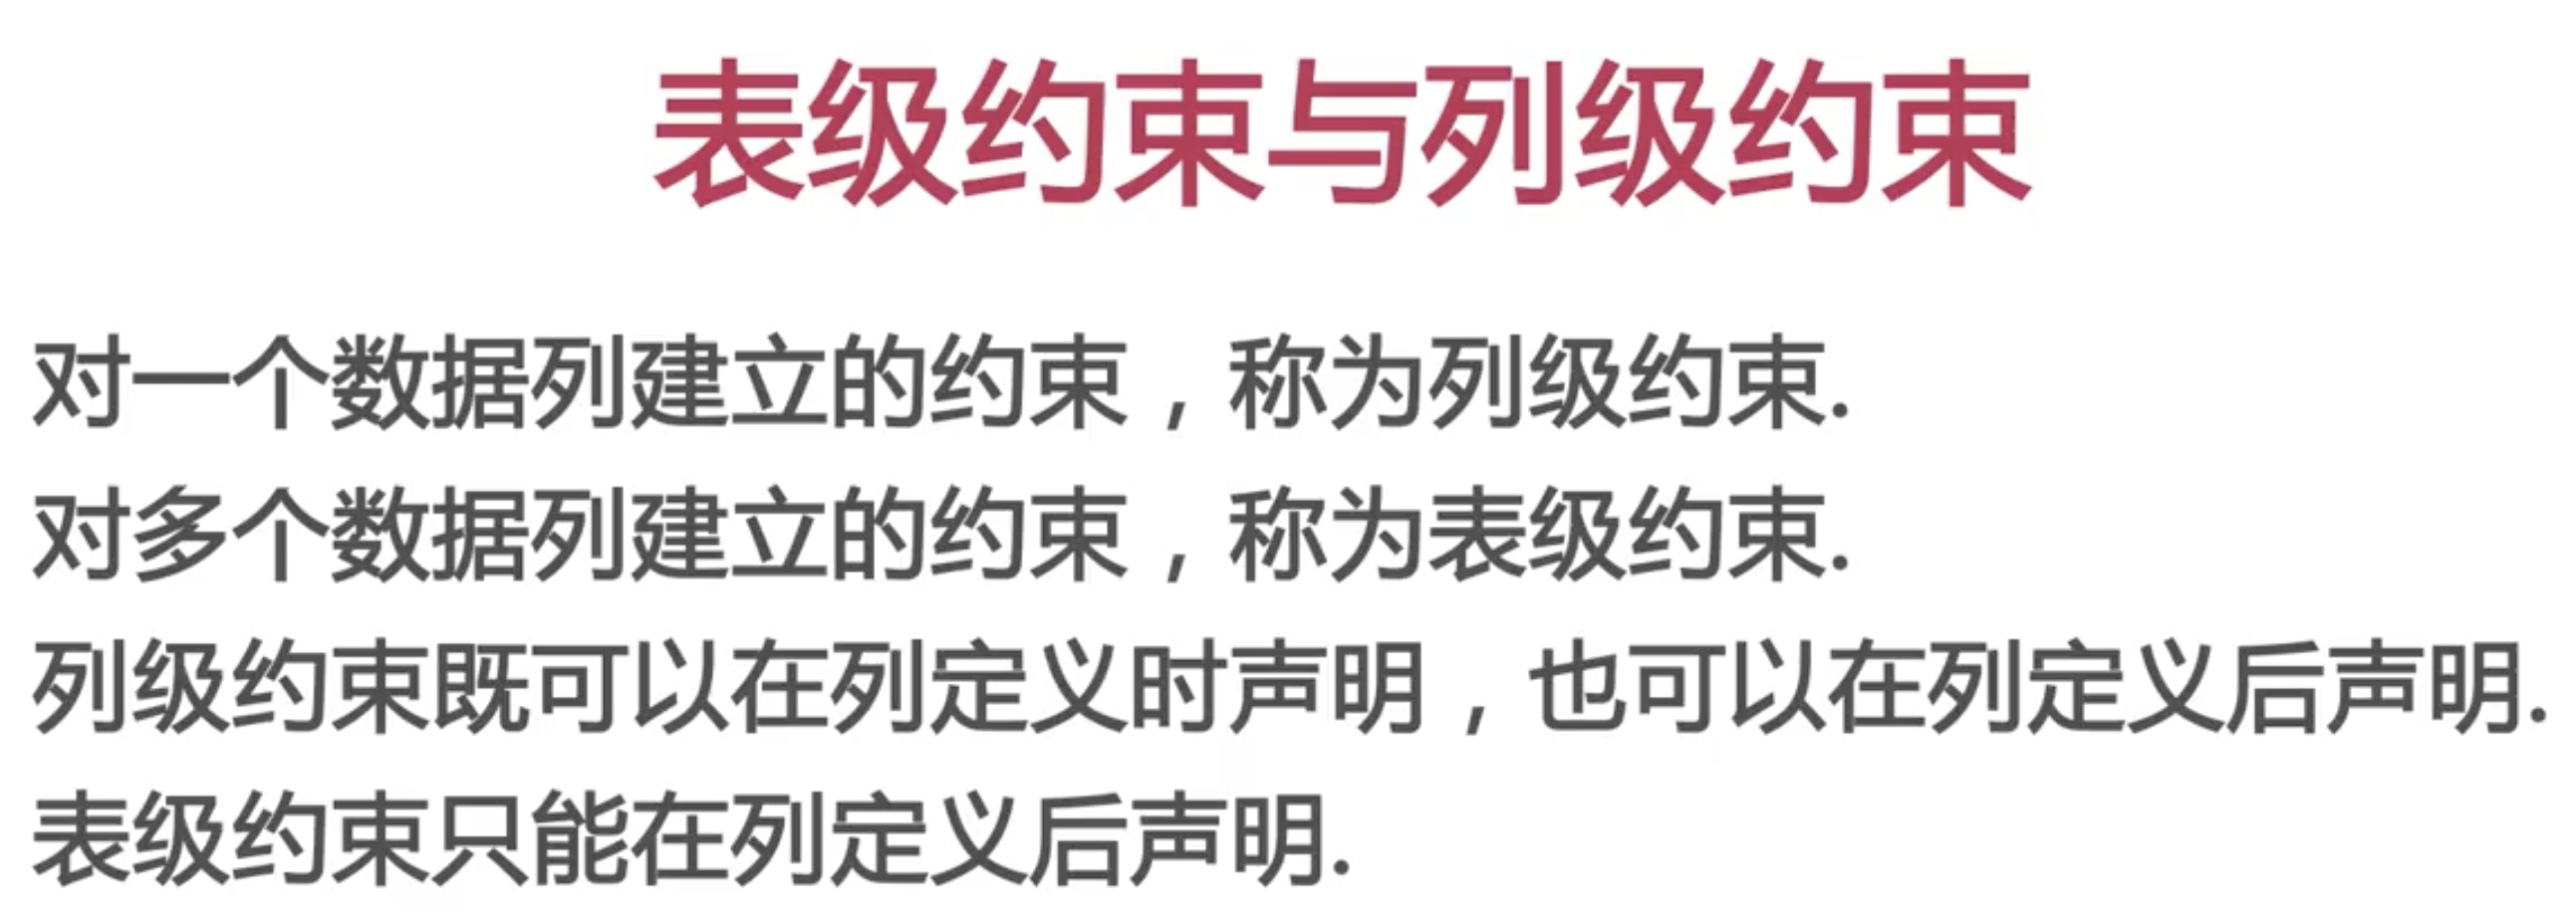 表级约束与列级约束
对一个数据列建立的约束，称为列级约束.
对多个数据列建立的约束，称为表级约束.
列级约束既可以在列定义时声明，也可以在列定义后声明.
表级约束只能在列定义后声明.